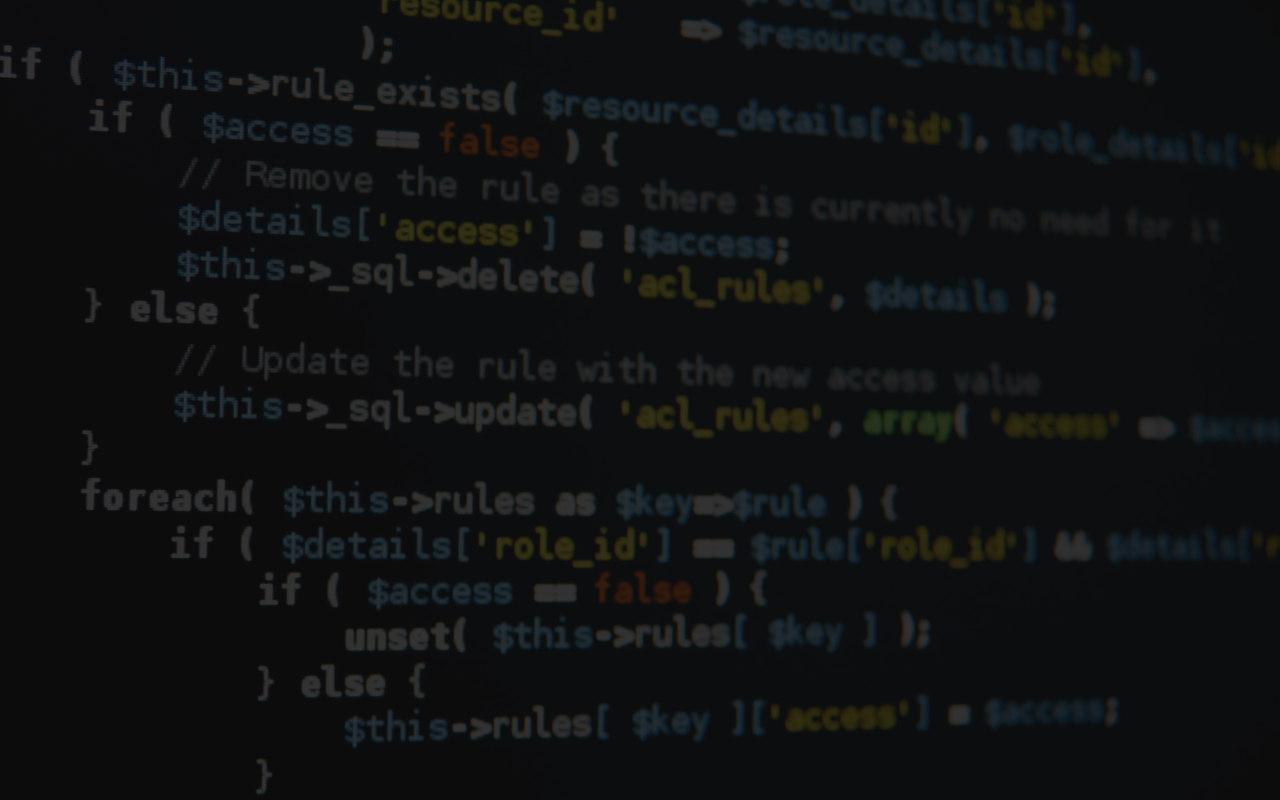 $role_details['id'],
resource_id' => $resource_details['id'],
);
if ( $this->rule_exists( $resource_details['id'], $role_details['id
if ( $access == false ) {
// Remove the rule as there is currently no need for it
$details['access'] = !$access;
$this->_sql->delete( 'acl_rules', $details );
} else {
// Update the rule with the new access value
$this->_sql->update( 'acl_rules', array( 'access' => $acces
}
foreach( $this->rules as $key=>$rule ) {
if ( $details['role_id'] == $rule['role_id'] && $details['r
if ( $access == false ) {
unset( $this->rules[ $key ] );
} else {
$this->rules[ $key ]['access'] = $access;
}